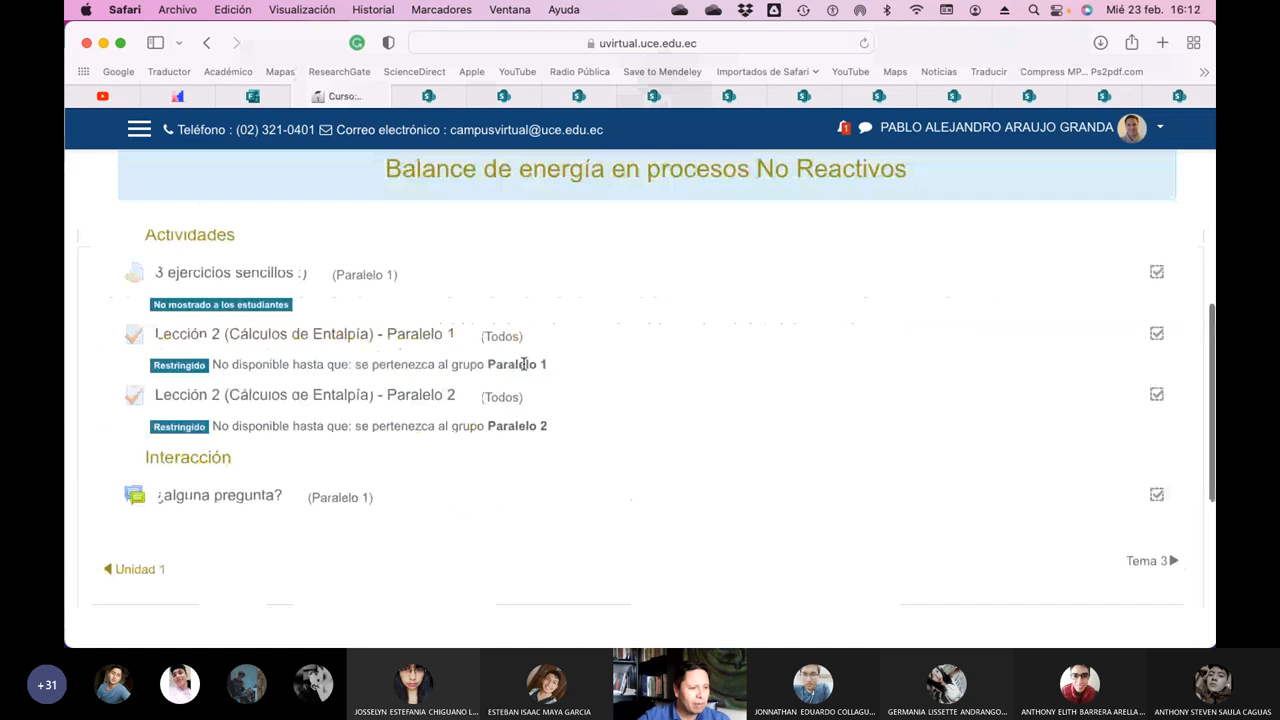 Safari Archivo Edición Visualización Historial Marcadores Ventana Ayuda Mié 23 feb. 16:12
uvirtual.uce.edu.ec
Google Traductor Académico Mapas ResearchGate ScienceDirect Apple YouTube Radio Pública Save to Mendeley Importados de Safari YouTube Maps Noticias Traducir Compress MP... Ps2pdf.com
Curso:...
Teléfono : (02) 321-0401 Correo electrónico : campusvirtual@uce.edu.ec 1 PABLO ALEJANDRO ARAUJO GRANDA
Balance de energía en procesos No Reactivos
Actividades
3 ejercicios sencillos :) (Paralelo 1)
No mostrado a los estudiantes
Lección 2 (Cálculos de Entalpía) - Paralelo 1 (Todos)
Restringido No disponible hasta que: se pertenezca al grupo Paralelo 1
Lección 2 (Cálculos de Entalpía) - Paralelo 2 (Todos)
Restringido No disponible hasta que: se pertenezca al grupo Paralelo 2
Interacción
¿alguna pregunta? (Paralelo 1)
Unidad 1
Tema 3
+31
JOSSELYN ESTEFANIA CHIGUANO L... ESTEBAN ISAAC MAYA GARCIA JONNATHAN EDUARDO COLLAGU... GERMANIA LISSETTE ANDRANGO... ANTHONY ELITH BARRERA ARELLA... ANTHONY STEVEN SAULA CAGUAS